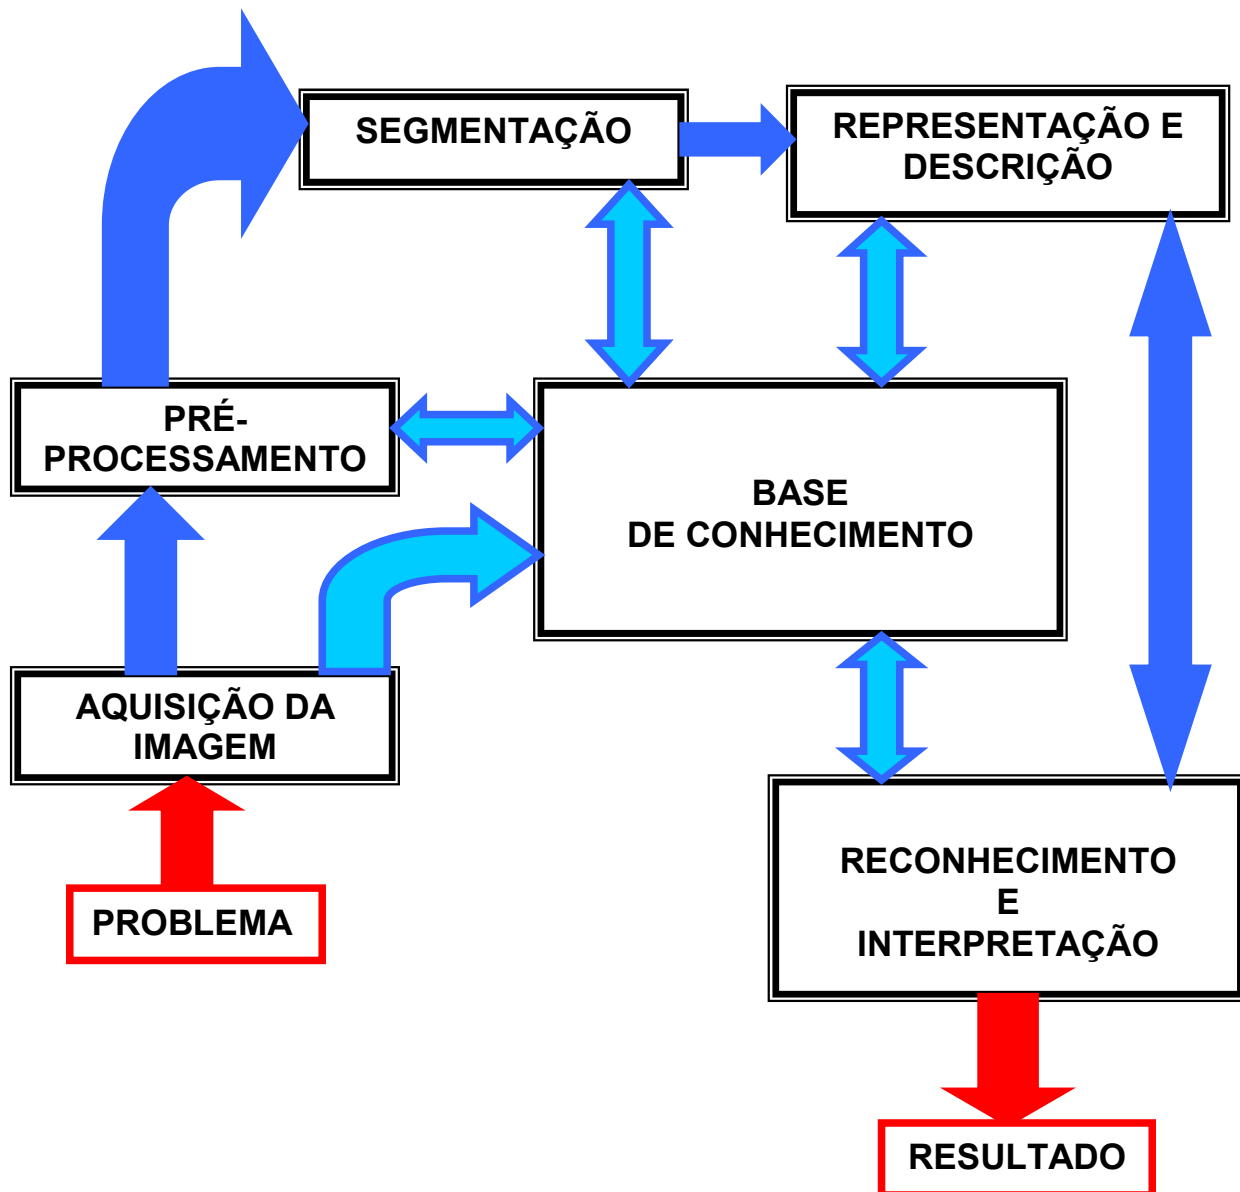 SEGMENTAÇÃO
REPRESENTAÇÃO E
DESCRIÇÃO
PRÉ-
PROCESSAMENTO
BASE
DE CONHECIMENTO
AQUISIÇÃO DA
IMAGEM
PROBLEMA
RECONHECIMENTO
E
INTERPRETAÇÃO
RESULTADO